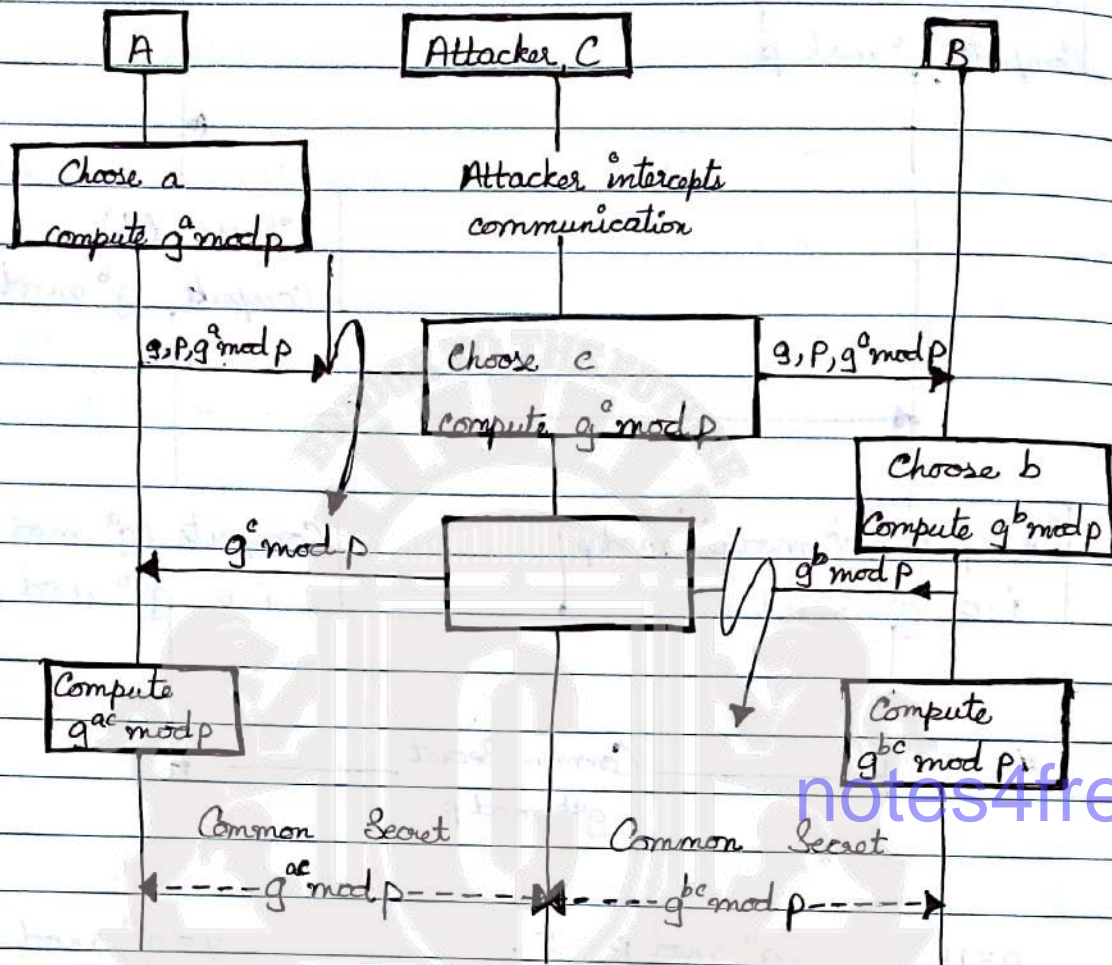 A
Attacker, C
B
Choose a
compute g^a mod p
Attacker intercepts
communication
g, p, g^a mod p
Choose c
compute g^c mod p
g, p, g^c mod p
Choose b
Compute g^b mod p
g^c mod p
g^b mod p
Compute
g^ac mod p
Compute
g^bc mod p.
notes4fre
Common Secret
Common Secret
g^ac mod p
g^bc mod p